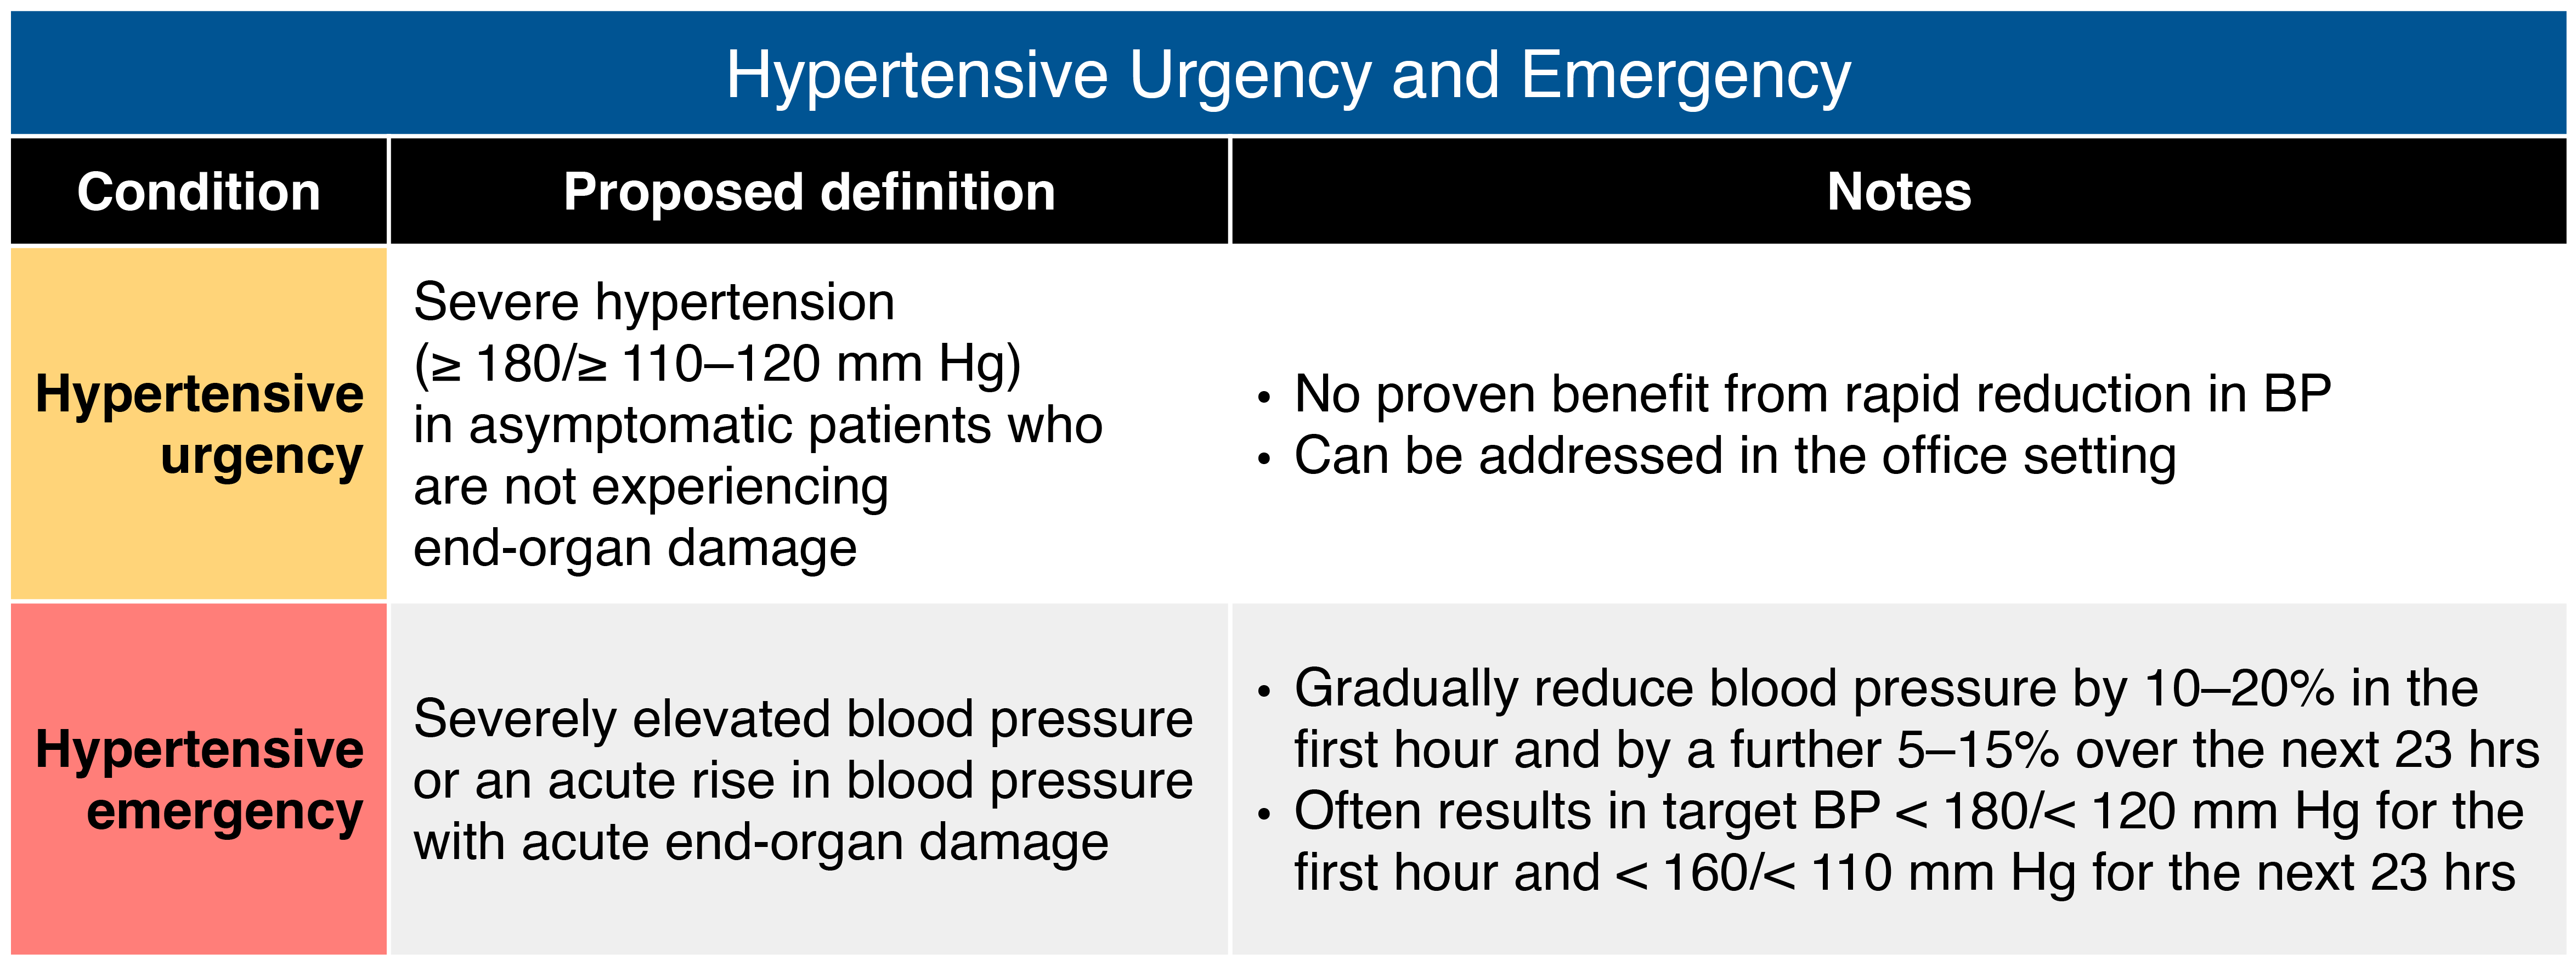 Hypertensive Urgency and Emergency
Condition
Proposed definition
Notes
Hypertensive
urgency
Severe hypertension
(≥ 180/≥ 110–120 mm Hg)
in asymptomatic patients who
are not experiencing
end-organ damage
• No proven benefit from rapid reduction in BP
• Can be addressed in the office setting
Hypertensive
emergency
Severely elevated blood pressure
or an acute rise in blood pressure
with acute end-organ damage
• Gradually reduce blood pressure by 10–20% in the
first hour and by a further 5–15% over the next 23 hrs
• Often results in target BP < 180/< 120 mm Hg for the
first hour and < 160/< 110 mm Hg for the next 23 hrs